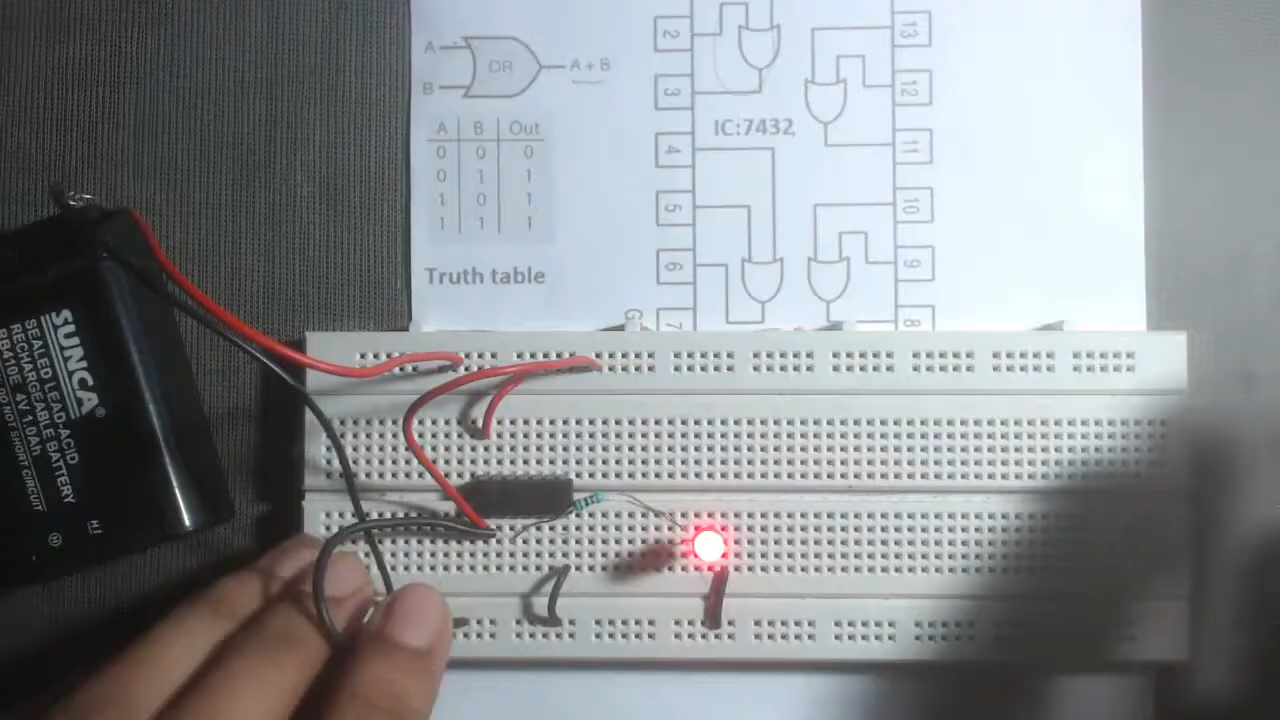 A
OR
A + B
B
A B Out
0 0 0
0 1 1
1 0 1
1 1 1
Truth table
2
3
4
5
6
7
G
IC:7432
13
12
11
10
9
8
SUNCA®
SEALED LEAD-ACID
RECHARGEABLE BATTERY
RB410E 4V 1.0Ah
DO NOT SHORT CIRCUIT